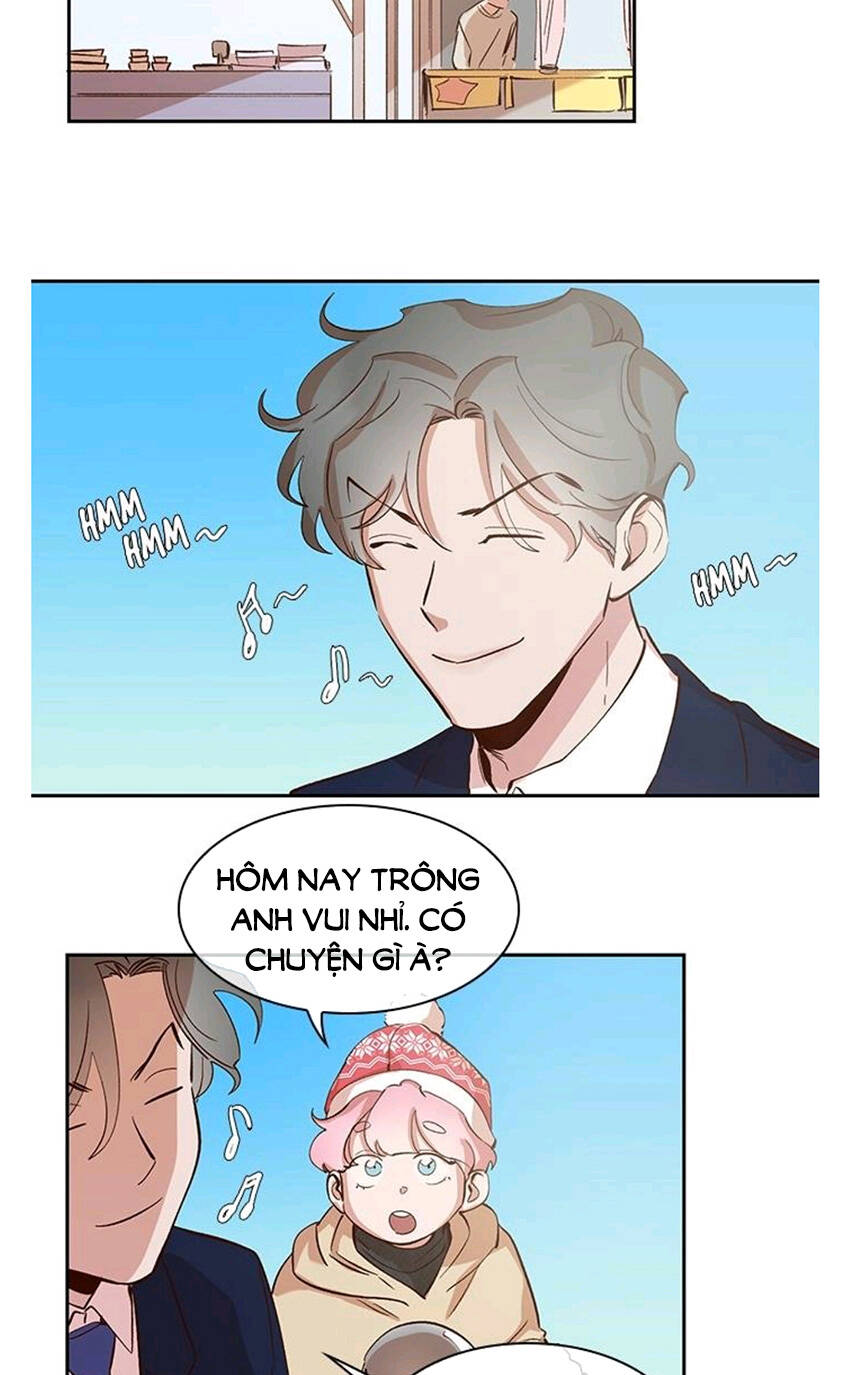 HMM
HMM~
HMM~
HÔM NAY TRÔNG
ANH VUI NHỈ. CÓ
CHUYỆN GÌ À?